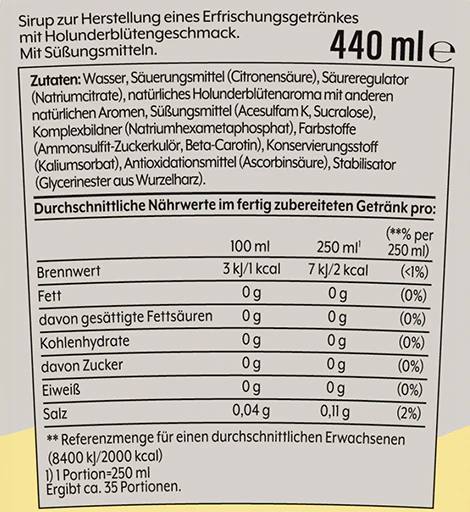 Sirup zur Herstellung eines Erfrischungsgetränkes
mit Holunderblütengeschmack.
Mit Süßungsmitteln.
440 ml e
Zutaten: Wasser, Säuerungsmittel (Citronensäure), Säureregulator
(Natriumcitrate), natürliches Holunderblütenaroma mit anderen
natürlichen Aromen, Süßungsmittel (Acesulfam K, Sucralose),
Komplexbildner (Natriumhexametaphosphat), Farbstoffe
(Ammonsulfit-Zuckerkulör, Beta-Carotin), Konservierungsstoff
(Kaliumsorbat), Antioxidationsmittel (Ascorbinsäure), Stabilisator
(Glycerinester aus Wurzelharz).
Durchschnittliche Nährwerte im fertig zubereiteten Getränk pro:
100 ml 250 ml¹ (**% per 250 ml)
Brennwert 3 kJ/1 kcal 7 kJ/2 kcal (<1%)
Fett 0 g 0 g (0%)
davon gesättigte Fettsäuren 0 g 0 g (0%)
Kohlenhydrate 0 g 0 g (0%)
davon Zucker 0 g 0 g (0%)
Eiweiß 0 g 0 g (0%)
Salz 0,04 g 0,11 g (2%)
** Referenzmenge für einen durchschnittlichen Erwachsenen
(8400 kJ/2000 kcal)
1) 1 Portion=250 ml
Ergibt ca. 35 Portionen.